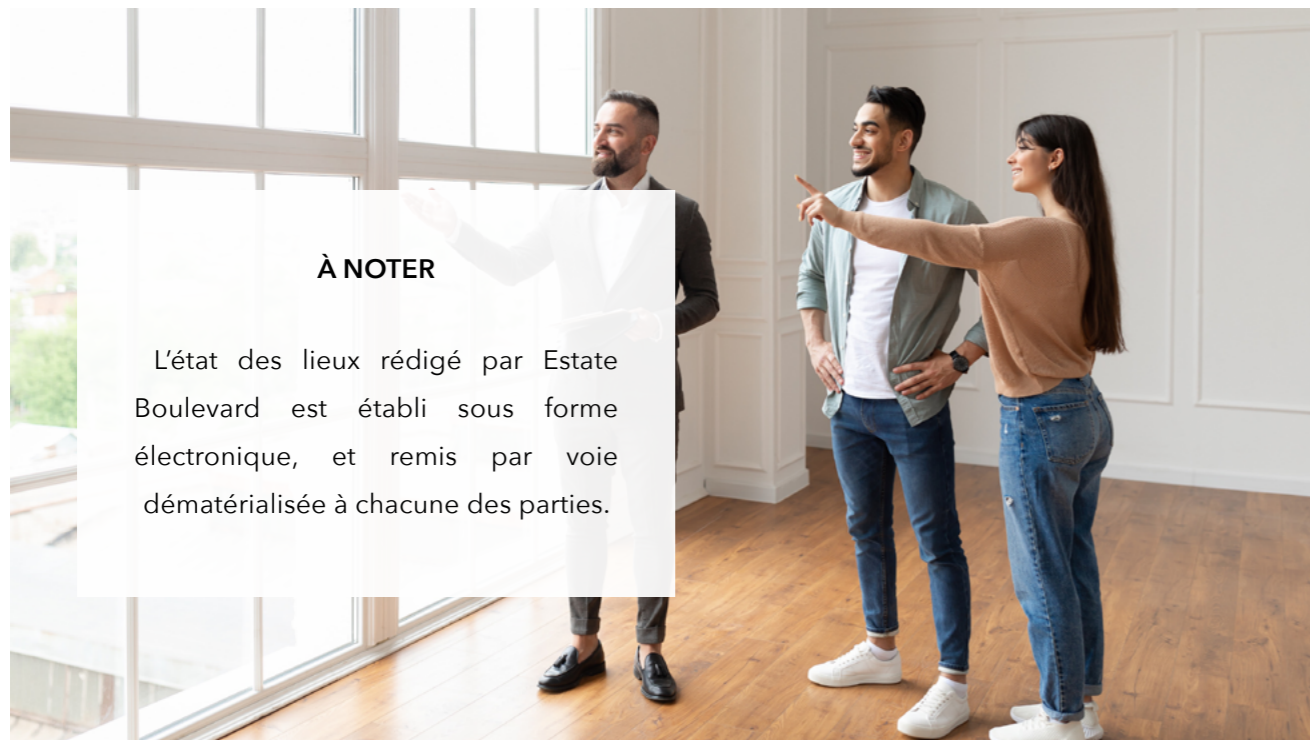 À NOTER
L’état des lieux rédigé par Estate
Boulevard est établi sous forme
électronique, et remis par voie
dématérialisée à chacune des parties.